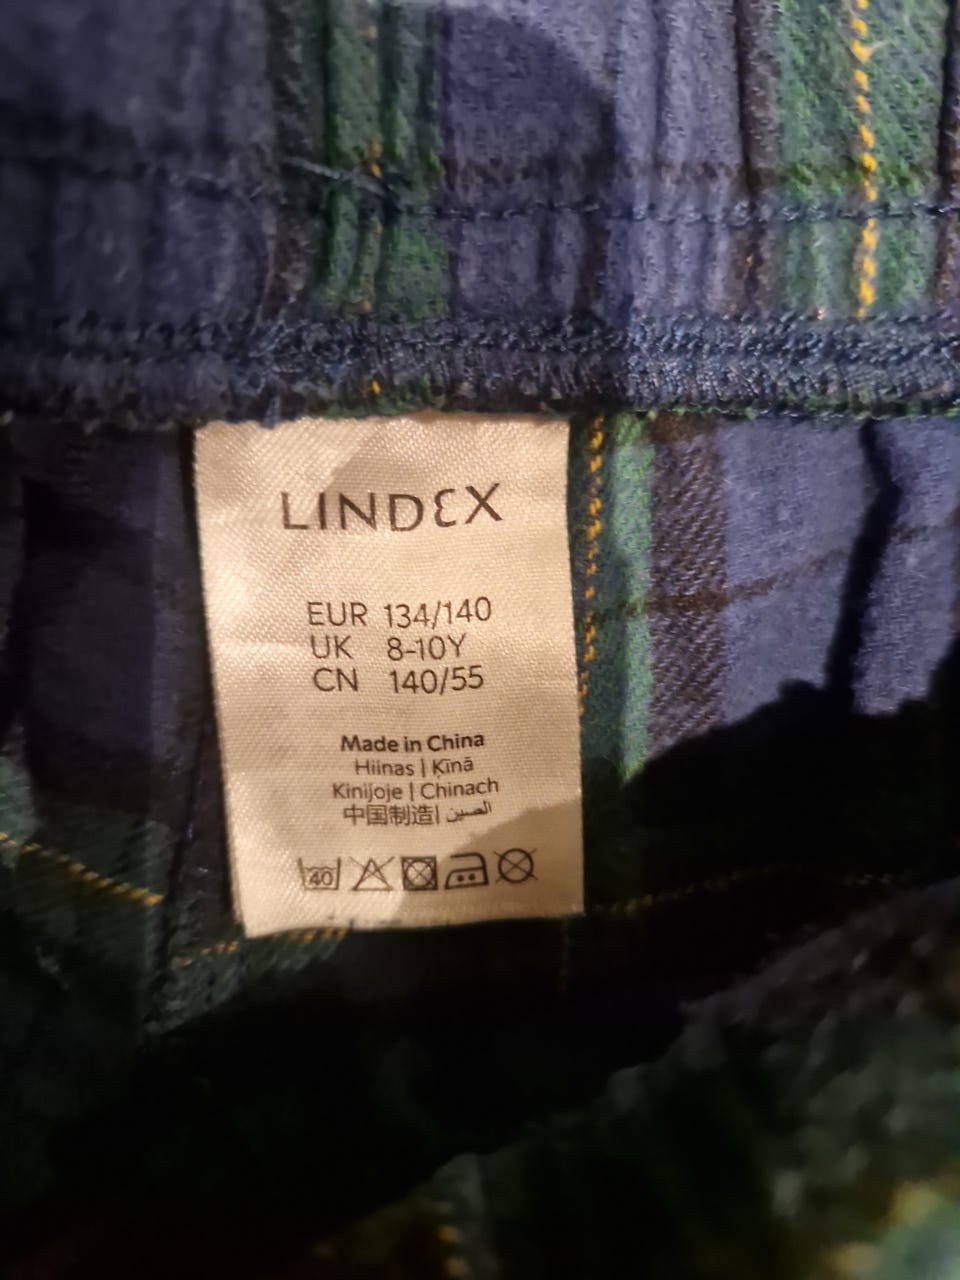 LINDEX
EUR 134/140
UK 8-10Y
CN 140/55
Made in China
Hiinas | Ķīnā
Kinijoje | Chinach
中国制造| الصين
40